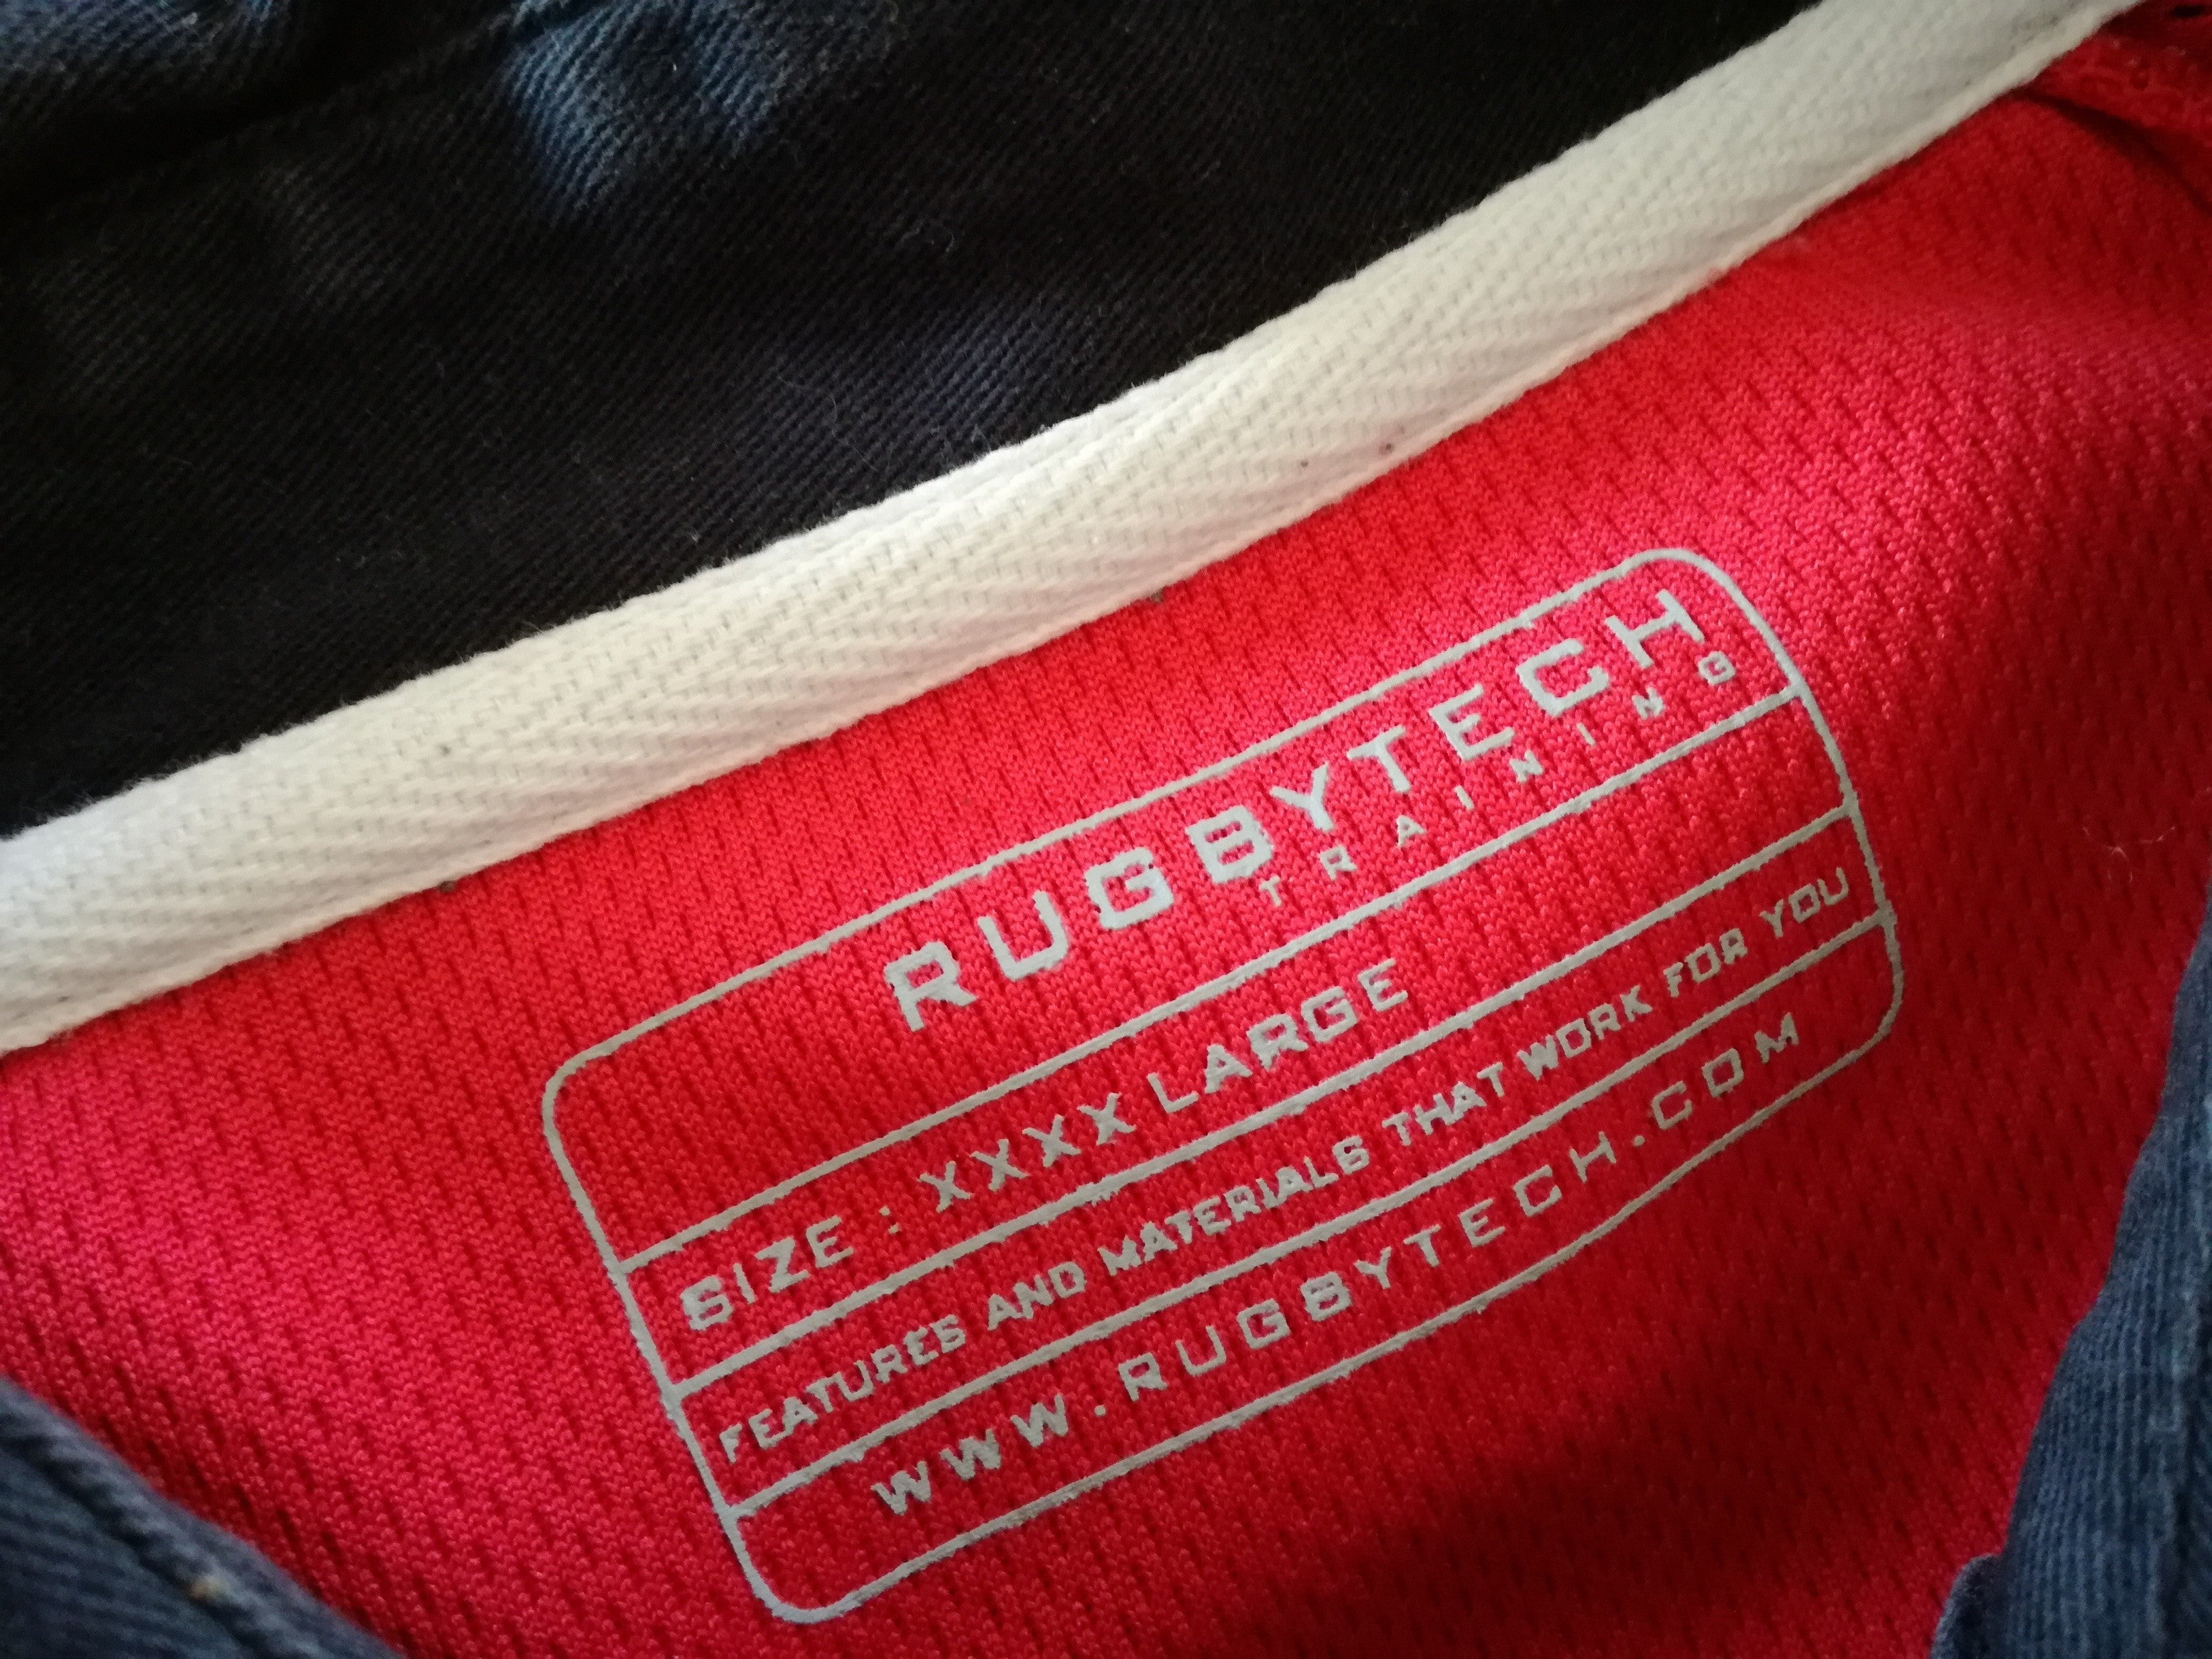 RUGBYTECH
TRAINING
SIZE : XXXX LARGE
FEATURES AND MATERIALS THAT WORK FOR YOU
WWW.RUGBYTECH.COM